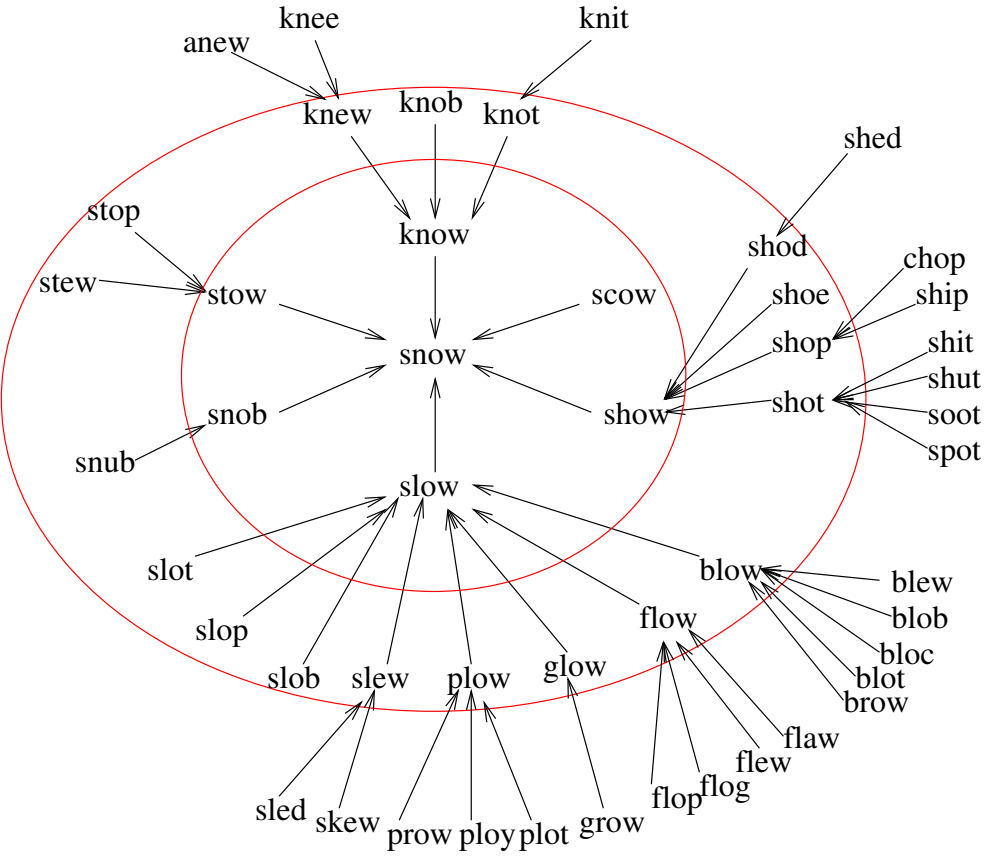 knee
knit
anew
knew
knob
knot
shed
stop
know
shod
chop
stew
stow
scow
shoe
ship
snow
shop
shit
shut
snob
show
shot
soot
snub
spot
slow
slot
blow
blew
slop
flow
blob
slob
slew
plow
glow
bloc
blot
brow
flaw
flew
flog
flop
sled
skew
prow
ploy
plot
grow